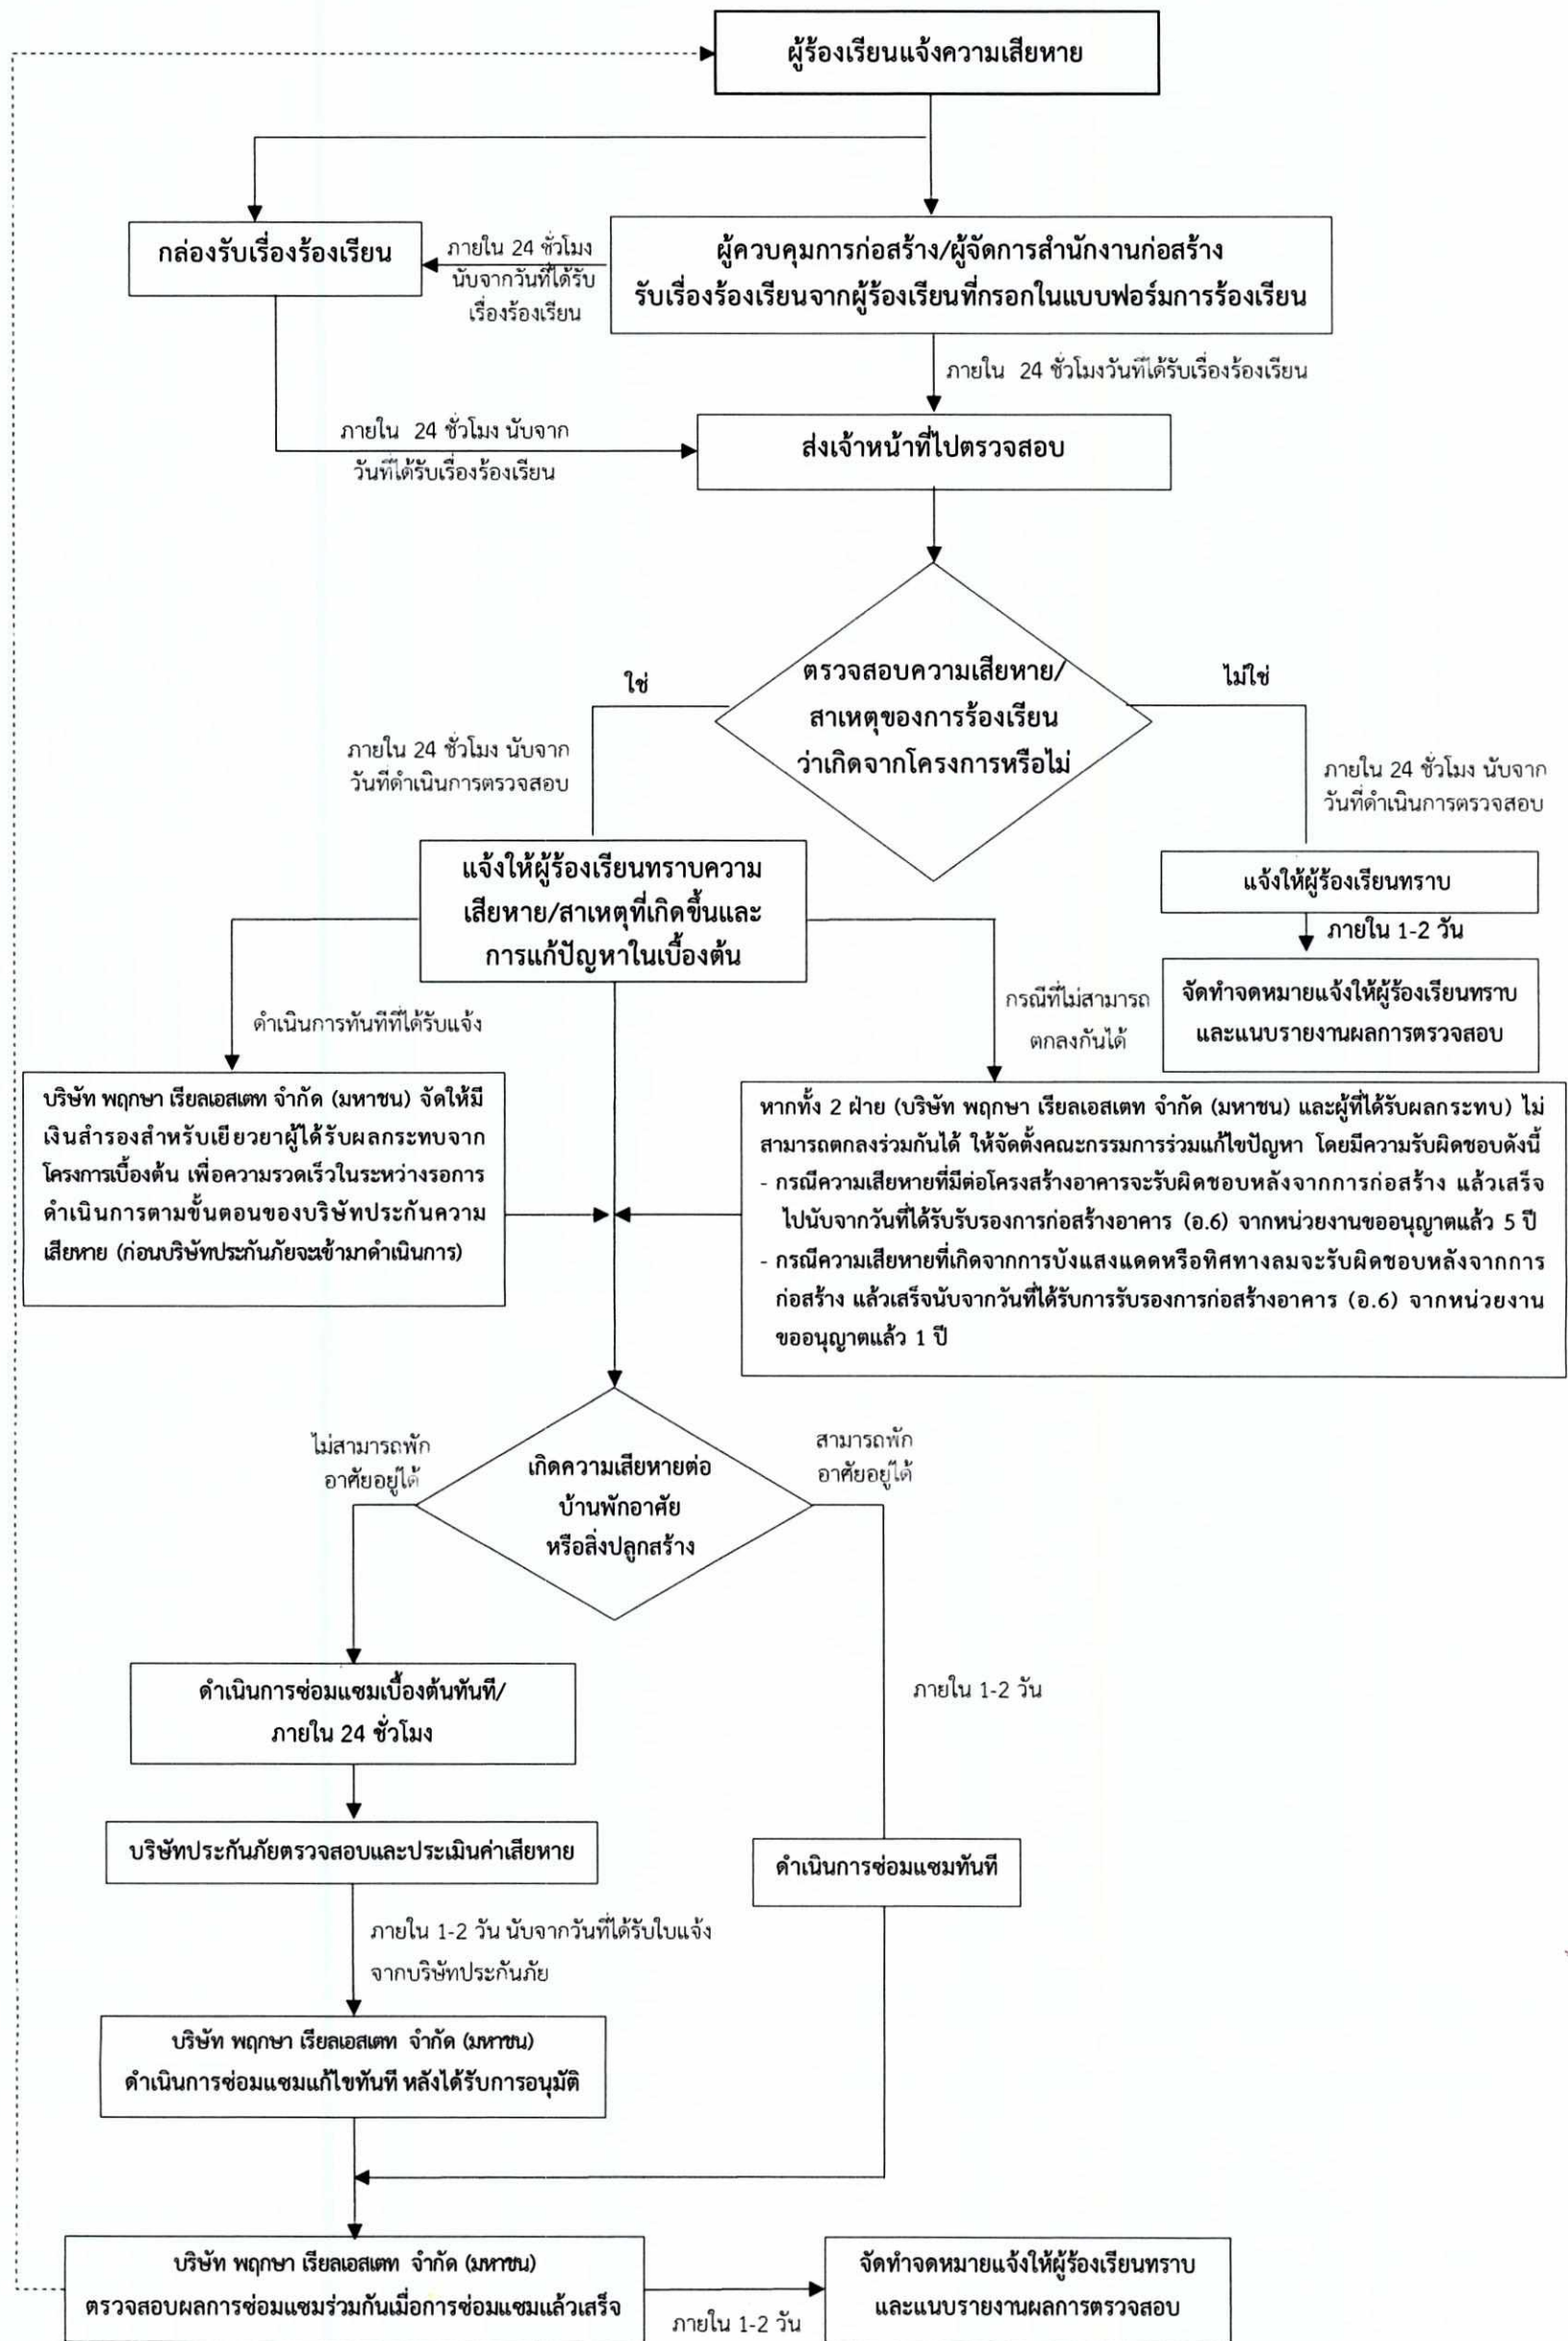 ผู้ร้องเรียนแจ้งความเสียหาย
กล่องรับเรื่องร้องเรียน
ภายใน 24 ชั่วโมง
นับจากวันที่ได้รับ
เรื่องร้องเรียน
ผู้ควบคุมการก่อสร้าง/ผู้จัดการสำนักงานก่อสร้าง
รับเรื่องร้องเรียนจากผู้ร้องเรียนที่กรอกในแบบฟอร์มการร้องเรียน
ภายใน 24 ชั่วโมงวันที่ได้รับเรื่องร้องเรียน
ภายใน 24 ชั่วโมง นับจาก
วันที่ได้รับเรื่องร้องเรียน
ส่งเจ้าหน้าที่ไปตรวจสอบ
ตรวจสอบความเสียหาย/
สาเหตุของการร้องเรียน
ว่าเกิดจากโครงการหรือไม่
ใช่
ไม่ใช่
ภายใน 24 ชั่วโมง นับจาก
วันที่ดำเนินการตรวจสอบ
ภายใน 24 ชั่วโมง นับจาก
วันที่ดำเนินการตรวจสอบ
แจ้งให้ผู้ร้องเรียนทราบความ
เสียหาย/สาเหตุที่เกิดขึ้นและ
การแก้ปัญหาในเบื้องต้น
แจ้งให้ผู้ร้องเรียนทราบ
ภายใน 1-2 วัน
จัดทำจดหมายแจ้งให้ผู้ร้องเรียนทราบ
และแนบรายงานผลการตรวจสอบ
ดำเนินการทันทีที่ได้รับแจ้ง
กรณีที่ไม่สามารถ
ตกลงกันได้
บริษัท พฤกษา เรียลเอสเตท จำกัด (มหาชน) จัดให้มี
เงินสำรองสำหรับเยียวยาผู้ได้รับผลกระทบจาก
โครงการเบื้องต้น เพื่อความรวดเร็วในระหว่างรอการ
ดำเนินการตามขั้นตอนของบริษัทประกันความ
เสียหาย (ก่อนบริษัทประกันภัยจะเข้ามาดำเนินการ)
หากทั้ง 2 ฝ่าย (บริษัท พฤกษา เรียลเอสเตท จำกัด (มหาชน) และผู้ที่ได้รับผลกระทบ) ไม่
สามารถตกลงร่วมกันได้ ให้จัดตั้งคณะกรรมการร่วมแก้ไขปัญหา โดยมีความรับผิดชอบดังนี้
- กรณีความเสียหายที่มีต่อโครงสร้างอาคารจะรับผิดชอบหลังจากการก่อสร้าง แล้วเสร็จ
ไปนับจากวันที่ได้รับรับรองการก่อสร้างอาคาร (อ.6) จากหน่วยงานขออนุญาตแล้ว 5 ปี
- กรณีความเสียหายที่เกิดจากการบังแสงแดดหรือทิศทางลมจะรับผิดชอบหลังจากการ
ก่อสร้าง แล้วเสร็จนับจากวันที่ได้รับการรับรองการก่อสร้างอาคาร (อ.6) จากหน่วยงาน
ขออนุญาตแล้ว 1 ปี
ไม่สามารถพัก
อาศัยอยู่ได้
เกิดความเสียหายต่อ
บ้านพักอาศัย
หรือสิ่งปลูกสร้าง
สามารถพัก
อาศัยอยู่ได้
ดำเนินการซ่อมแซมเบื้องต้นทันที/
ภายใน 24 ชั่วโมง
ภายใน 1-2 วัน
บริษัทประกันภัยตรวจสอบและประเมินค่าเสียหาย
ดำเนินการซ่อมแซมทันที
ภายใน 1-2 วัน นับจากวันที่ได้รับใบแจ้ง
จากบริษัทประกันภัย
บริษัท พฤกษา เรียลเอสเตท จำกัด (มหาชน)
ดำเนินการซ่อมแซมแก้ไขทันที หลังได้รับการอนุมัติ
บริษัท พฤกษา เรียลเอสเตท จำกัด (มหาชน)
ตรวจสอบผลการซ่อมแซมร่วมกันเมื่อการซ่อมแซมแล้วเสร็จ
ภายใน 1-2 วัน
จัดทำจดหมายแจ้งให้ผู้ร้องเรียนทราบ
และแนบรายงานผลการตรวจสอบ